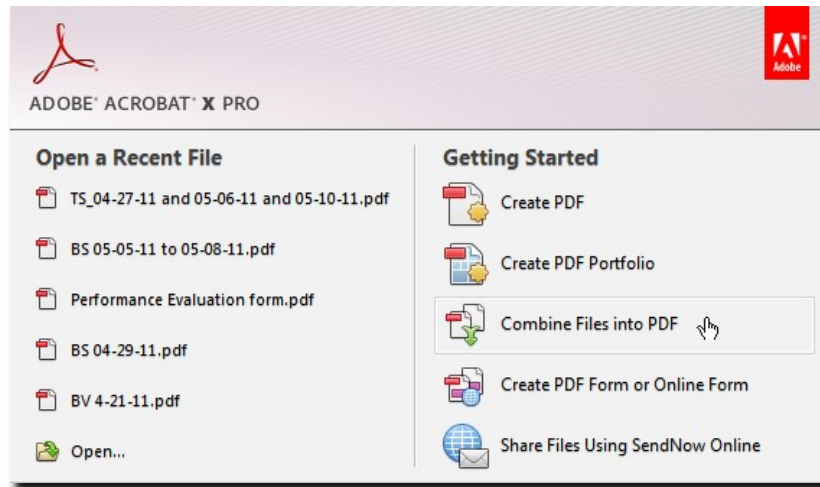 Adobe
ADOBE® ACROBAT® X PRO
Open a Recent File
TS_04-27-11 and 05-06-11 and 05-10-11.pdf
BS 05-05-11 to 05-08-11.pdf
Performance Evaluation form.pdf
BS 04-29-11.pdf
BV 4-21-11.pdf
Open...
Getting Started
Create PDF
Create PDF Portfolio
Combine Files into PDF
Create PDF Form or Online Form
Share Files Using SendNow Online